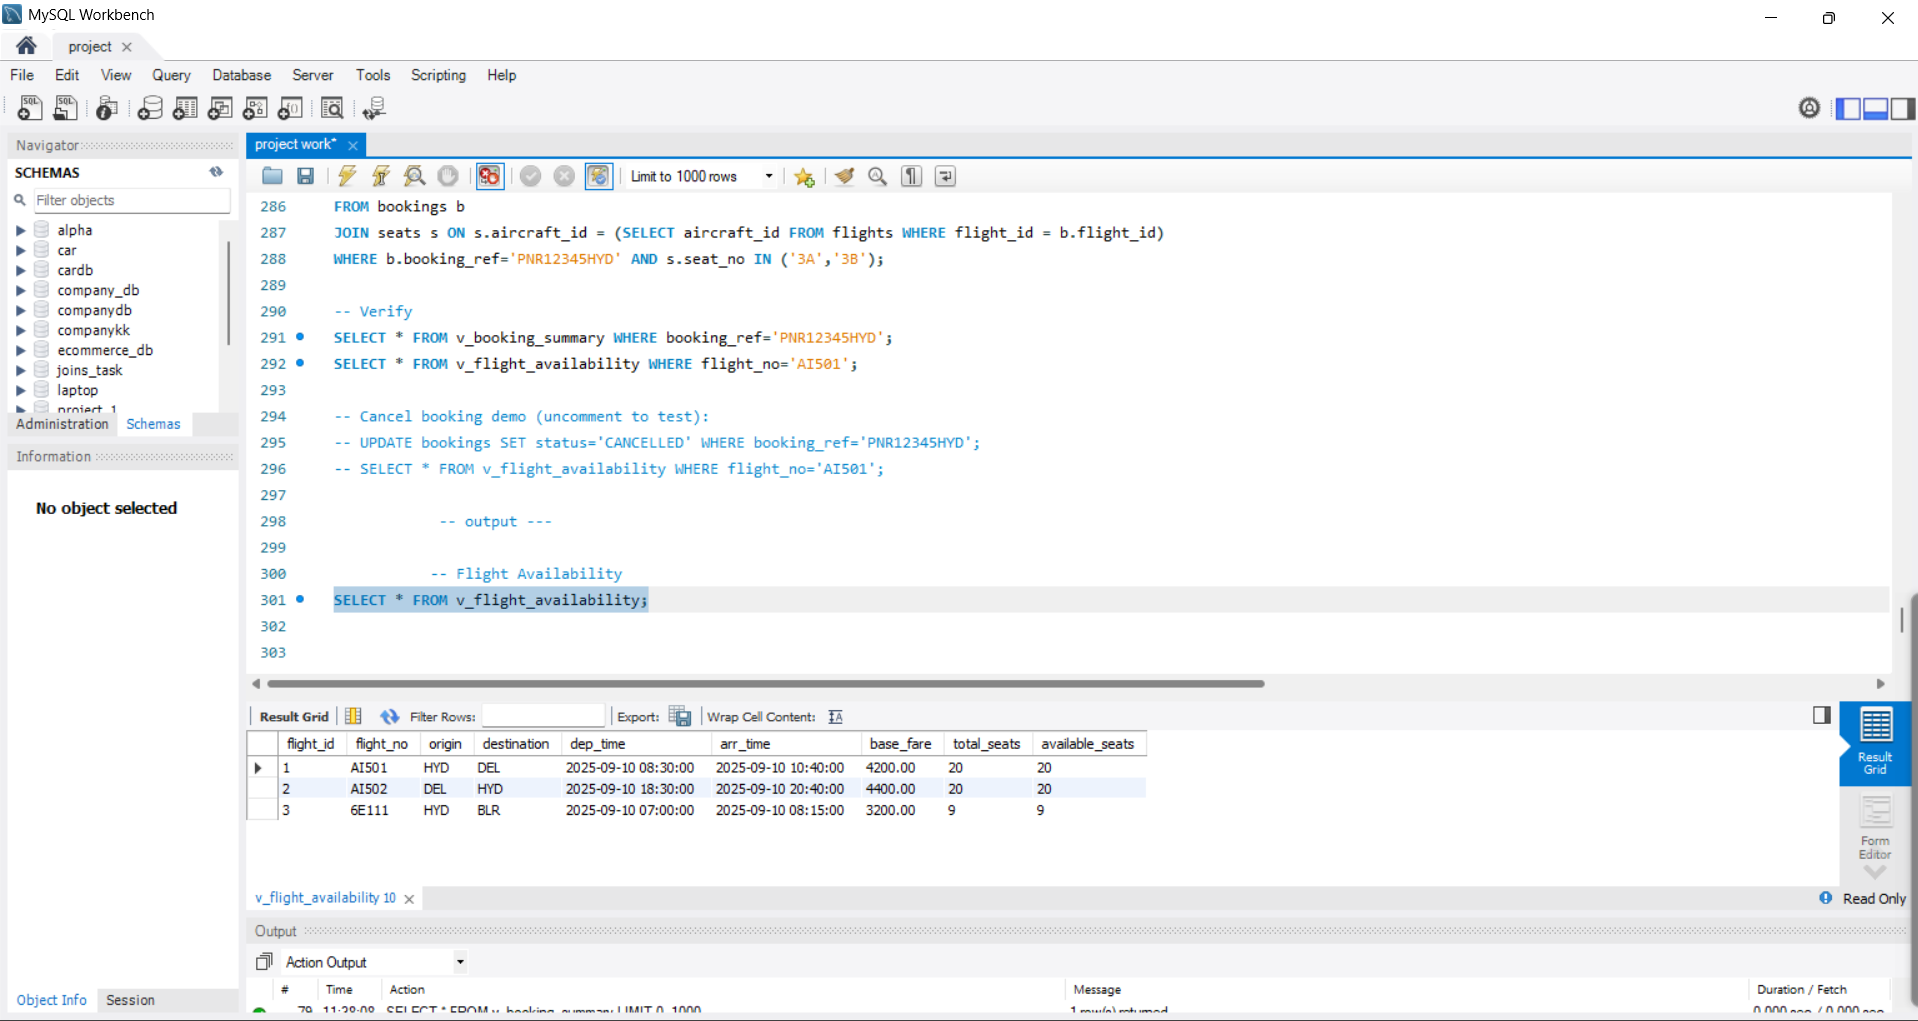 MySQL Workbench
project
File Edit View Query Database Server Tools Scripting Help
Navigator
SCHEMAS
Filter objects
alpha
car
cardb
company_db
companydb
companykk
ecommerce_db
joins_task
laptop
project_1
Administration Schemas
Information
No object selected
Object Info Session
project work*
Limit to 1000 rows
286 FROM bookings b
287 JOIN seats s ON s.aircraft_id = (SELECT aircraft_id FROM flights WHERE flight_id = b.flight_id)
288 WHERE b.booking_ref='PNR12345HYD' AND s.seat_no IN ('3A','3B');
289
290 -- Verify
291 SELECT * FROM v_booking_summary WHERE booking_ref='PNR12345HYD';
292 SELECT * FROM v_flight_availability WHERE flight_no='AI501';
293
294 -- Cancel booking demo (uncomment to test):
295 -- UPDATE bookings SET status='CANCELLED' WHERE booking_ref='PNR12345HYD';
296 -- SELECT * FROM v_flight_availability WHERE flight_no='AI501';
297
298 -- output ---
299
300 -- Flight Availability
301 SELECT * FROM v_flight_availability;
302
303
Result Grid Filter Rows: Export: Wrap Cell Content:
flight_id flight_no origin destination dep_time arr_time base_fare total_seats available_seats
1 AI501 HYD DEL 2025-09-10 08:30:00 2025-09-10 10:40:00 4200.00 20 20
2 AI502 DEL HYD 2025-09-10 18:30:00 2025-09-10 20:40:00 4400.00 20 20
3 6E111 HYD BLR 2025-09-10 07:00:00 2025-09-10 08:15:00 3200.00 9 9
Result
Grid
Form
Editor
v_flight_availability 10
Read Only
Output
Action Output
# Time Action Message Duration / Fetch
79 11:38:08 SELECT * FROM v_booking_summary LIMIT 0, 1000 1 row(s) returned 0.000 sec / 0.000 sec